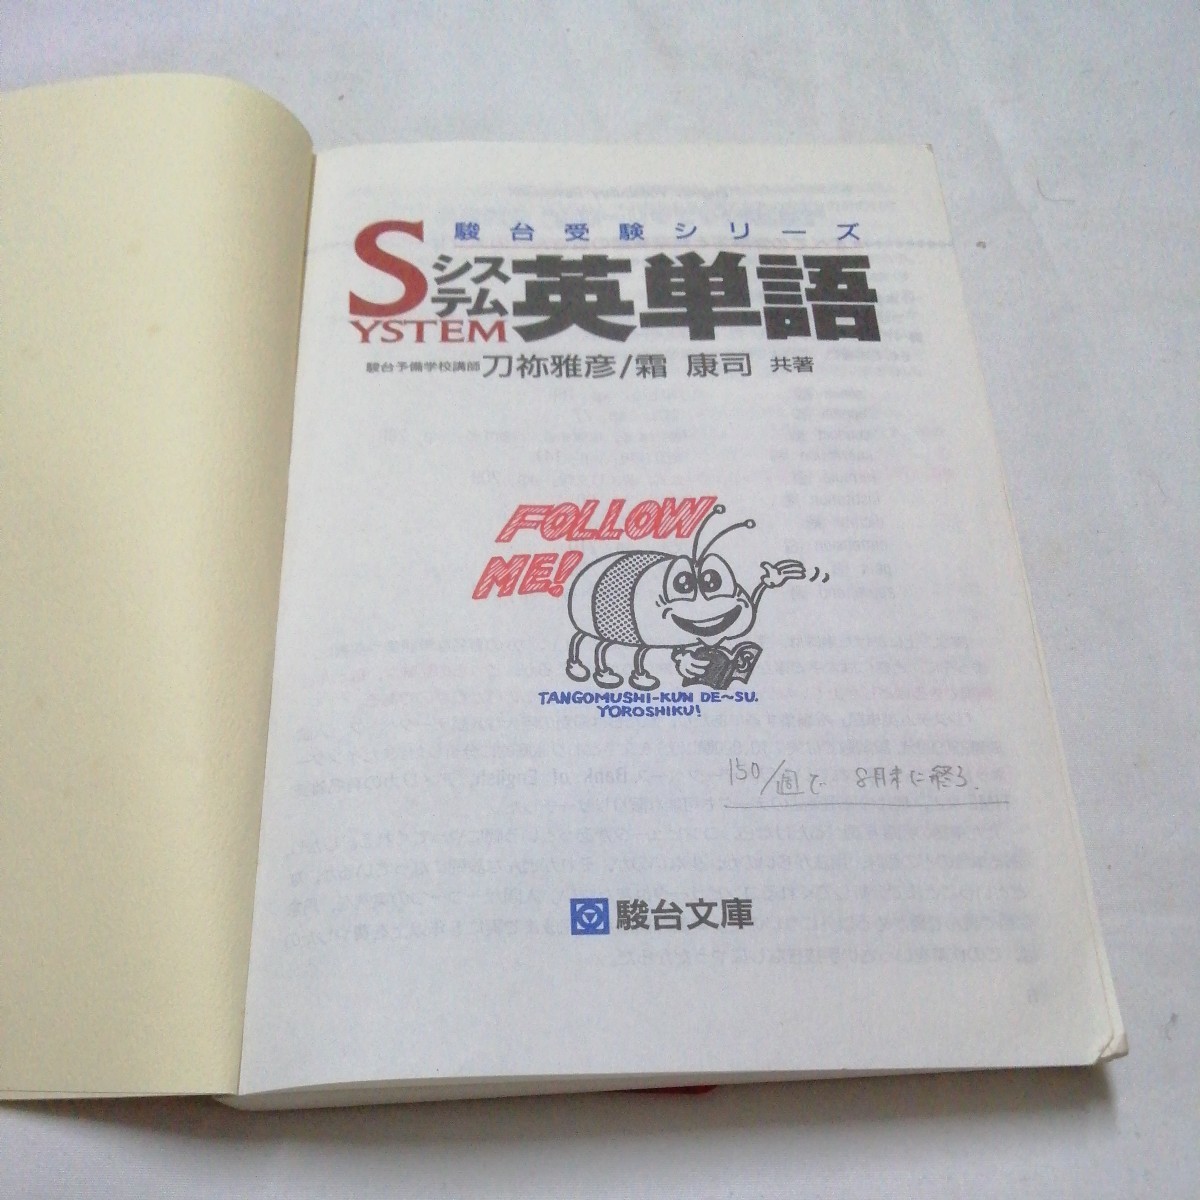 駿台受験シリーズ
SYSTEM システム英単語
駿台予備学校講師 刀祢雅彦/霜 康司 共著
FOLLOW
ME!
S
TANGOMUSHI-KUN DE~SU.
YOROSHIKU!
150/週で 8月末に終了.
駿台文庫